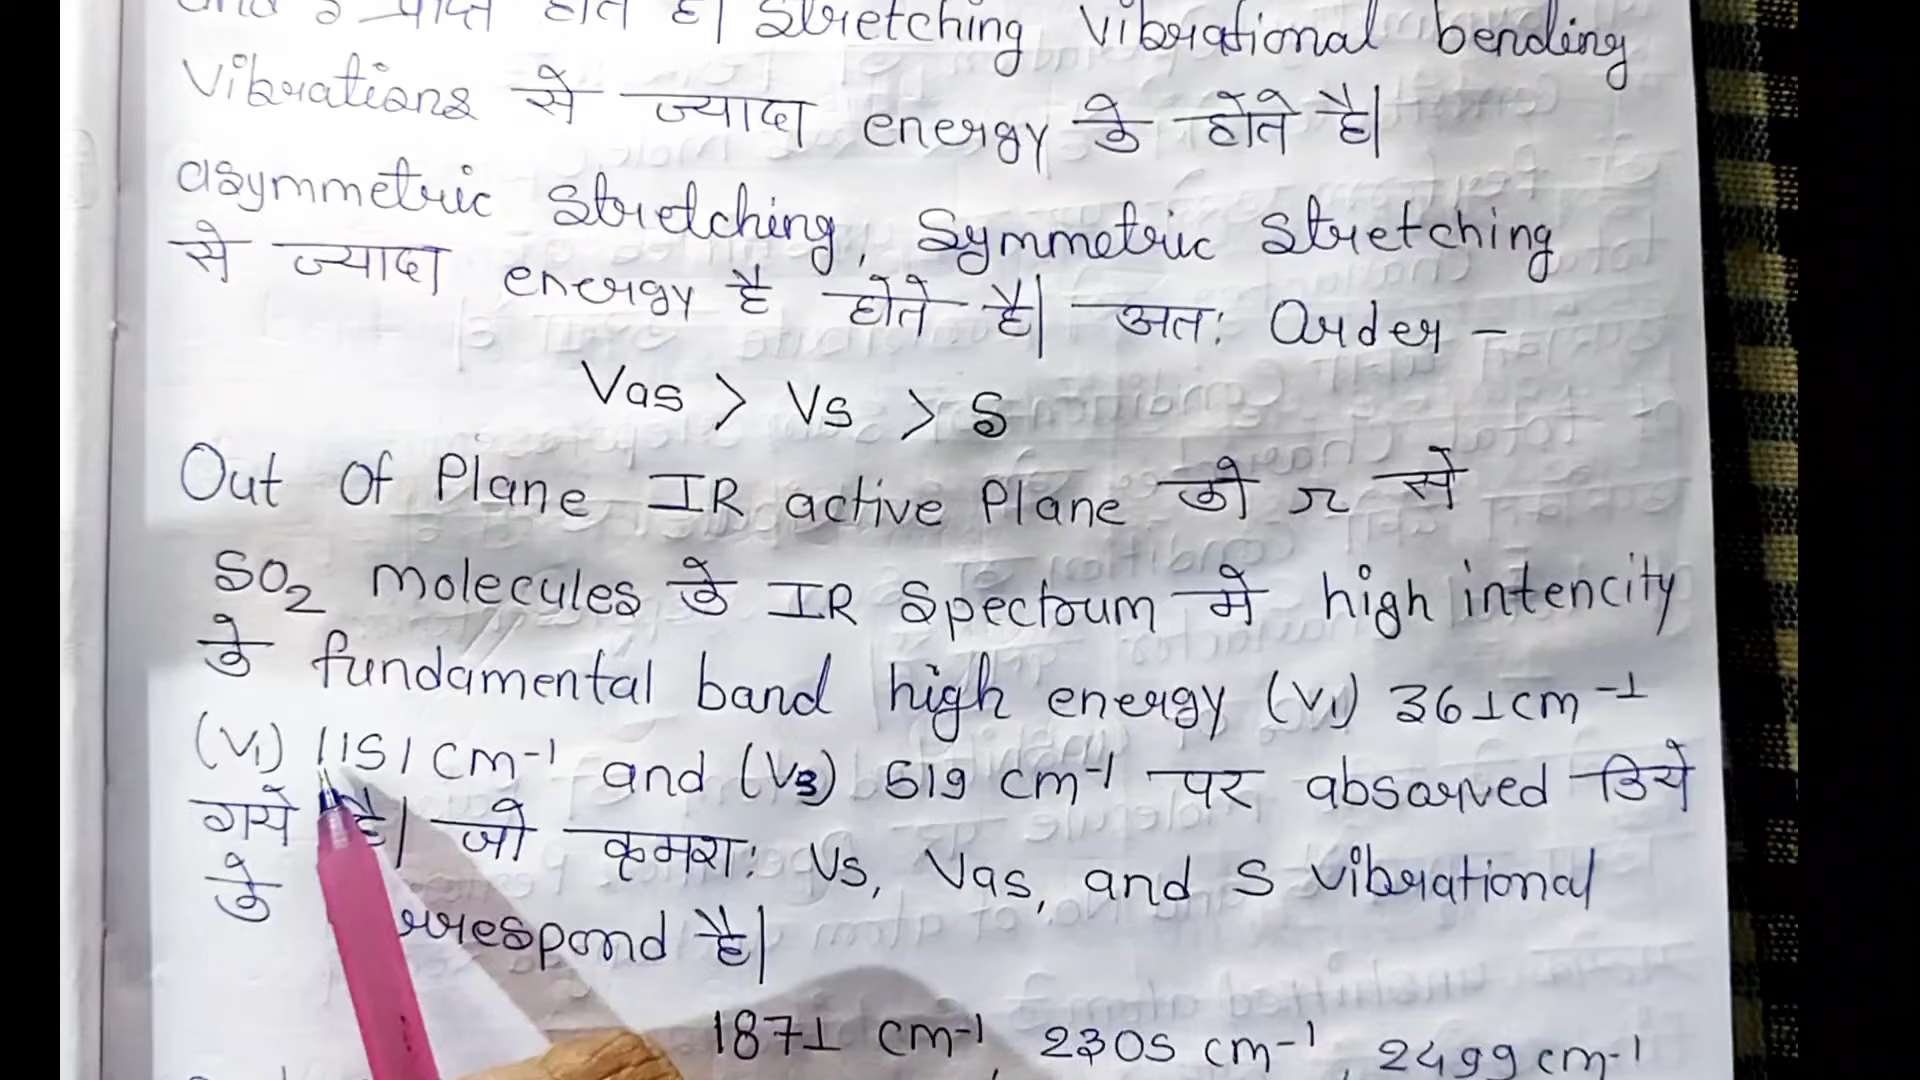 and δ प्राप्त होते है। Stretching Vibrational bending
Vibrations से ज्यादा energy के होते है।
asymmetric Stretching, Symmetric Stretching
से ज्यादा energy है होते है। अत: Order -
Vas > Vs > S
Out Of Plane IR active Plane की से
SO₂ molecules के IR Spectrum में high intencity
के fundamental band high energy (V₁) 361cm⁻¹
(V₁) 1151 cm⁻¹ and (V₃) 519 cm⁻¹ पर absorved किये
गये है। जो क्रमश: Vs, Vas, and S vibrational
के rrespond है।
1871 cm⁻¹, 2305 cm⁻¹, 2499 cm⁻¹